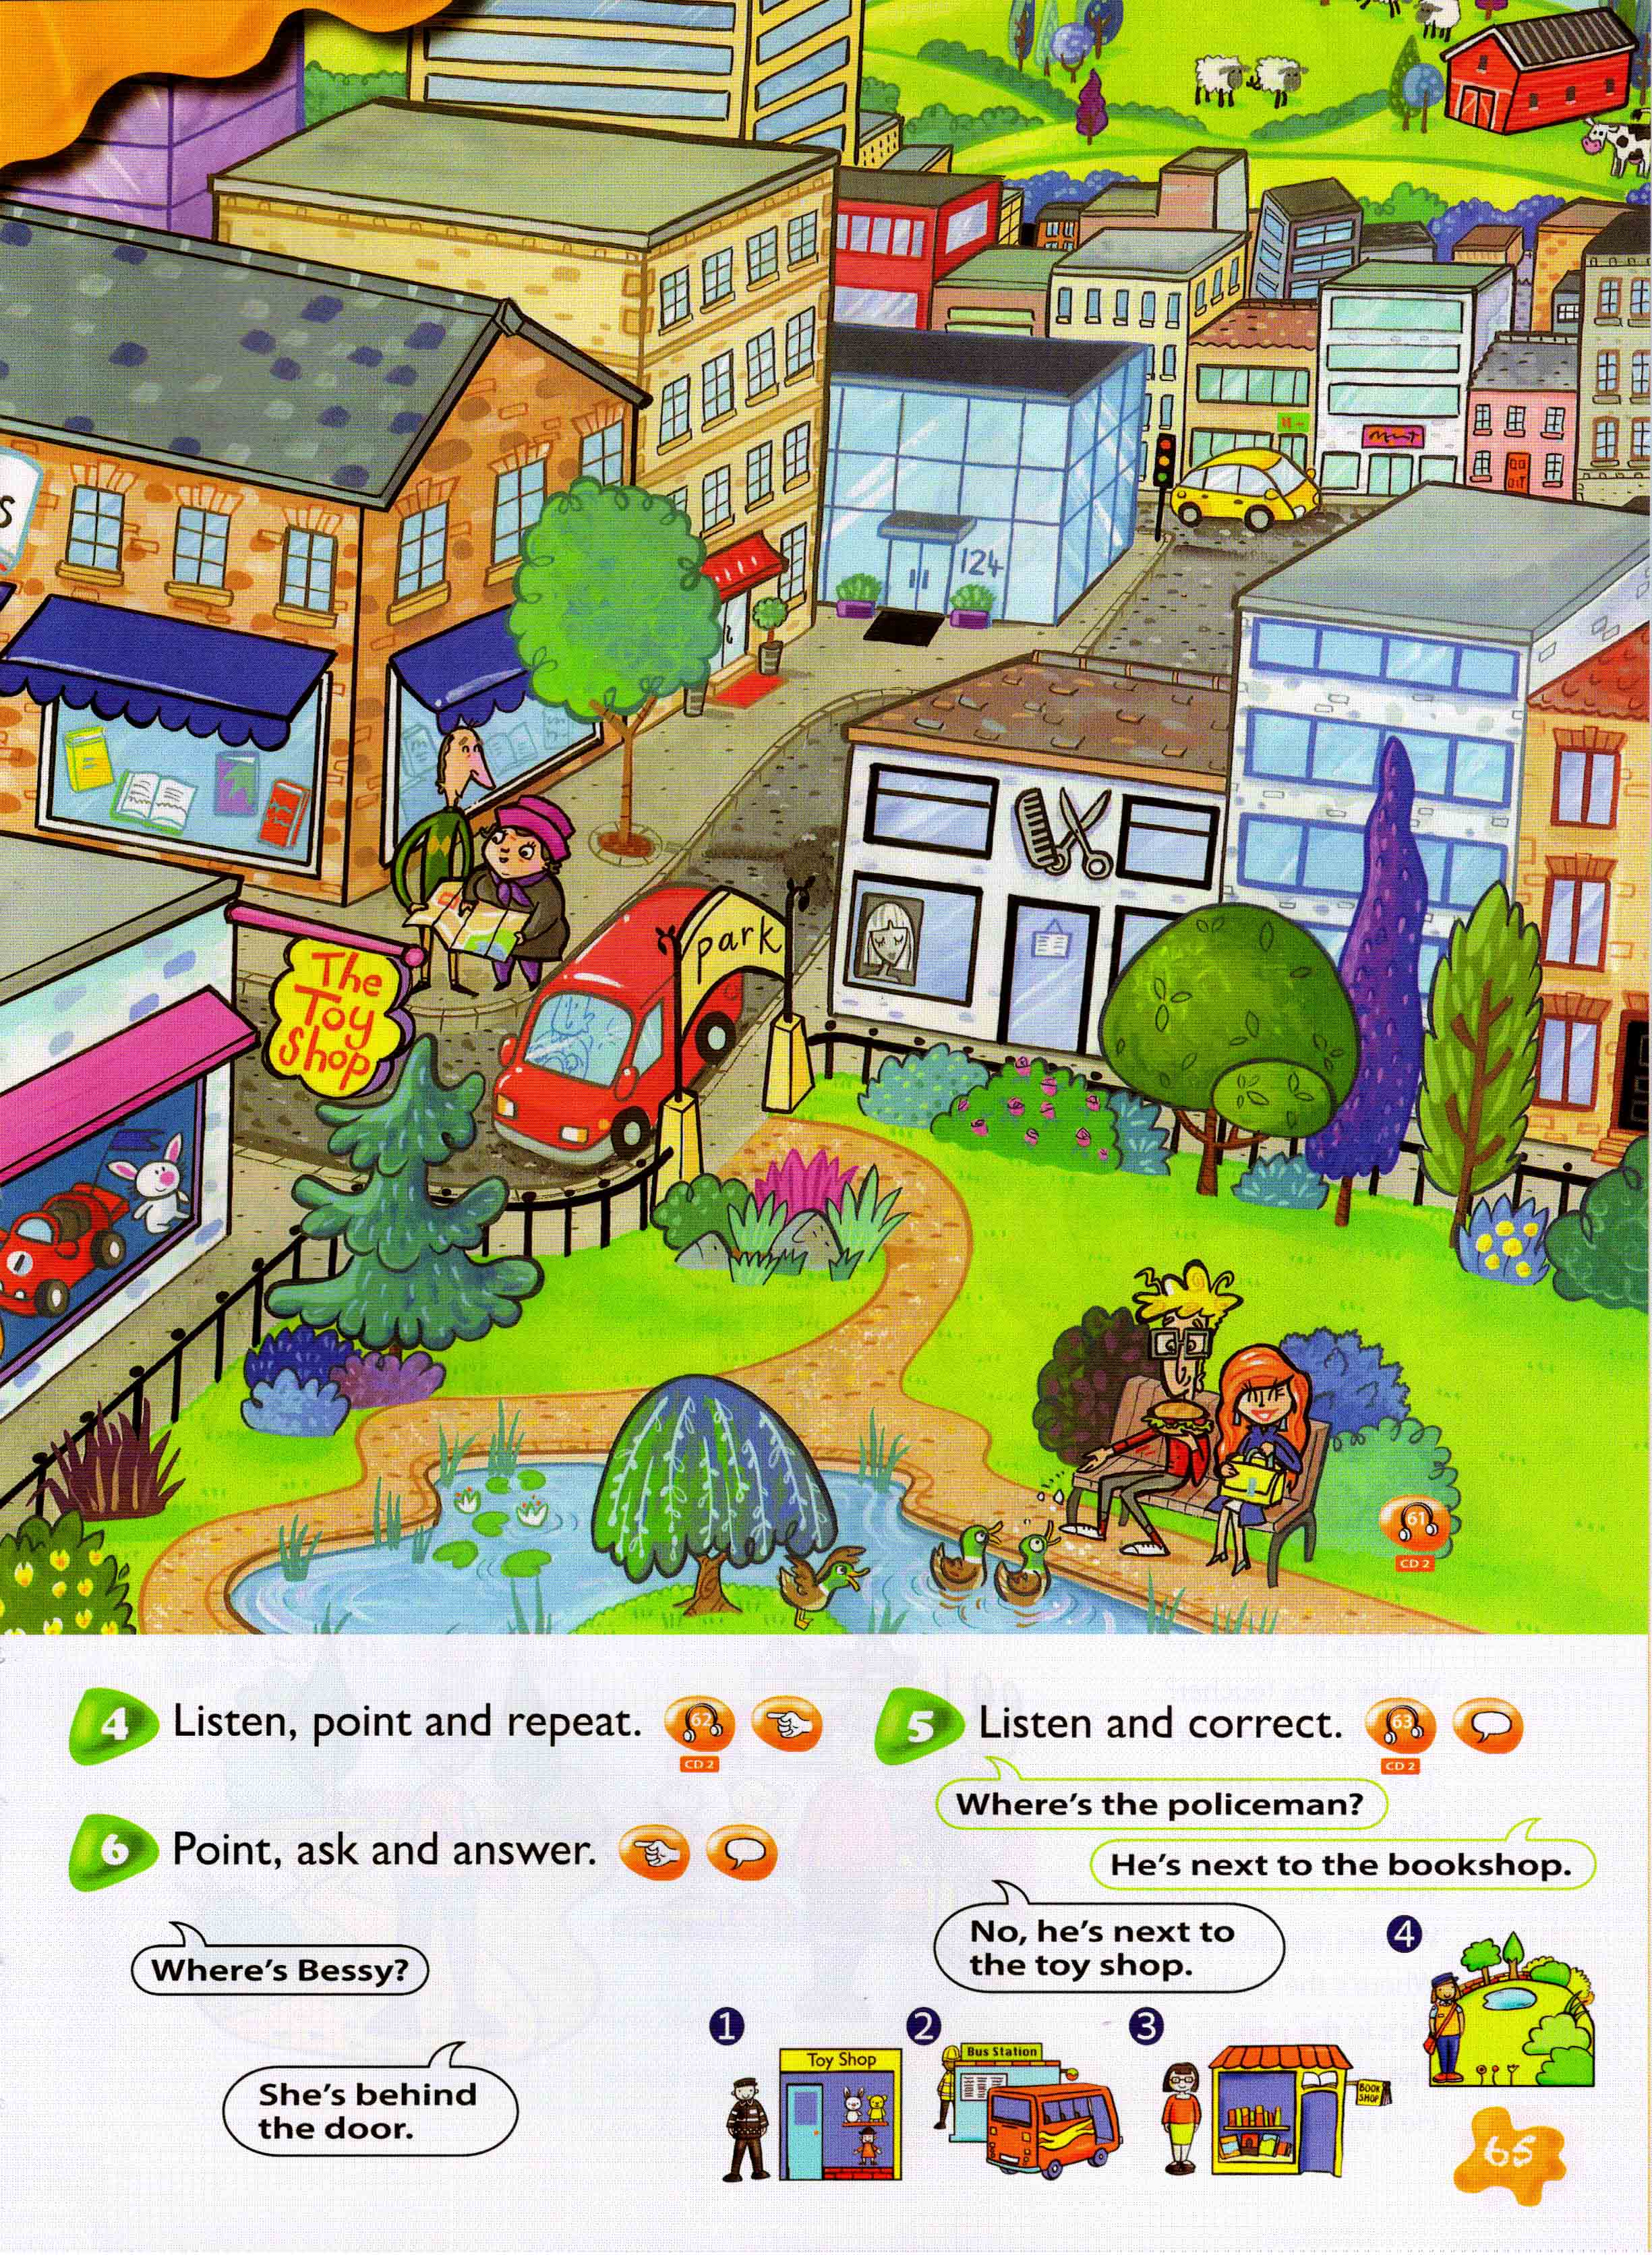 S
124
park
The
Toy
Shop
1
61
CD 2
4 Listen, point and repeat. 62
CD 2
5 Listen and correct. 63
CD 2
Where's the policeman?
He's next to the bookshop.
No, he's next to
the toy shop.
6 Point, ask and answer.
Where's Bessy?
She's behind
the door.
1
Toy Shop
2
Bus Station
3
BOOK
SHOP
4
65